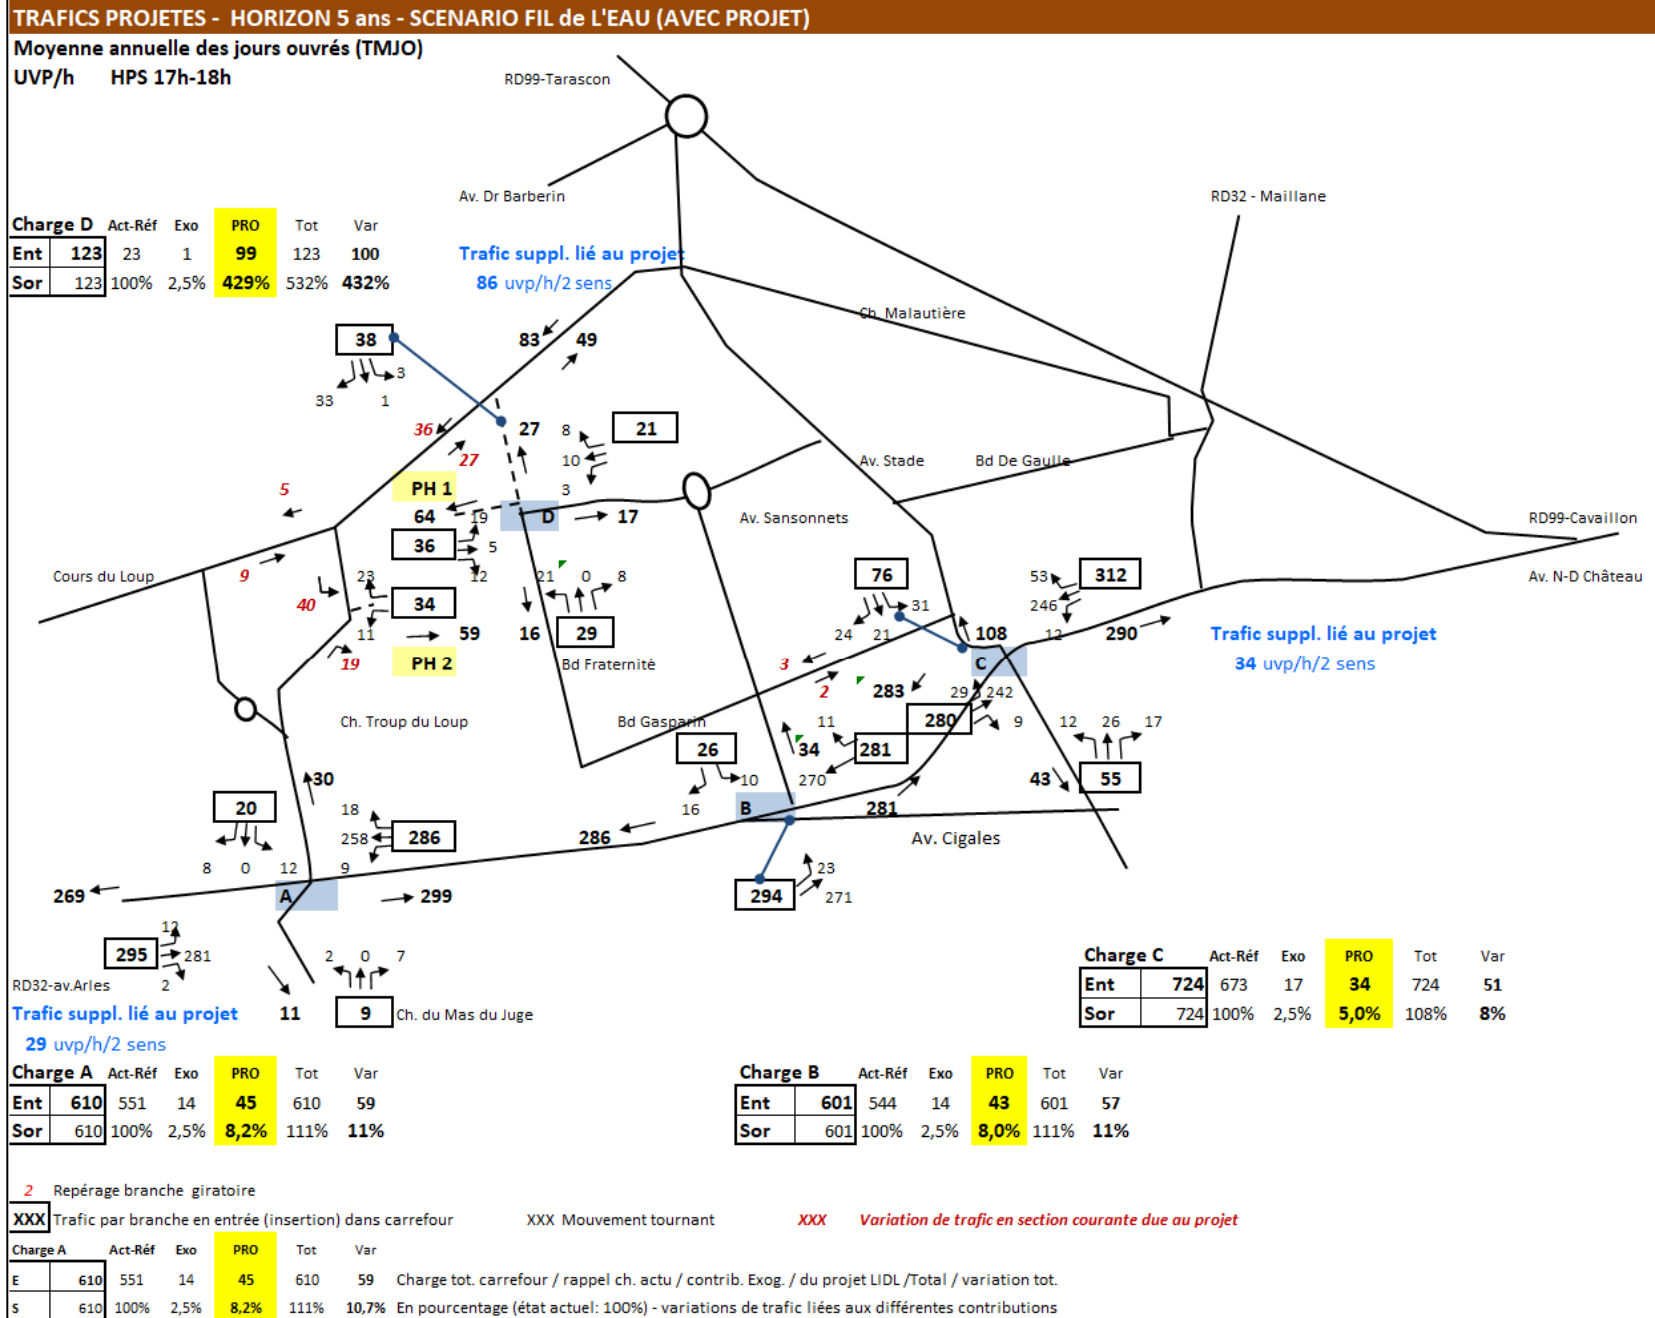 TRAFICS PROJETES - HORIZON 5 ans - SCENARIO FIL de L'EAU (AVEC PROJET)
Moyenne annuelle des jours ouvrés (TMJO)
UVP/h HPS 17h-18h
RD99-Tarascon
Av. Dr Barberin
RD32 - Maillane
Charge D Act-Réf Exo PRO Tot Var
Ent 123 23 1 99 123 100
Sor 123 100% 2,5% 429% 532% 432%
Trafic suppl. lié au projet
86 uvp/h/2 sens
Ch. Malautière
38
83 49
3
33 1
36
27 8 21
27
10
Av. Stade Bd De Gaulle
5
PH 1
3
64 19 D 17
Av. Sansonnets
RD99-Cavaillon
36 5
Cours du Loup
9
23 12 21 0 8
76 53 312
Av. N-D Château
40
34
31 246
11 59 16 29
24 21 108 12 290
Trafic suppl. lié au projet
19
PH 2
Bd Fraternité
3
C
34 uvp/h/2 sens
2
283 29 242
Ch. Troup du Loup
Bd Gasparin
11 280 9 12 26 17
26 34 281
30
10 270 43 55
20 18
16 B 281
258 286 286
Av. Cigales
8 0 12 9
23
269 A 299
294 271
12
295 281
2 0 7
RD32-av.Arles 2
Trafic suppl. lié au projet
11 9 Ch. du Mas du Juge
29 uvp/h/2 sens
Charge C Act-Réf Exo PRO Tot Var
Ent 724 673 17 34 724 51
Sor 724 100% 2,5% 5,0% 108% 8%
Charge A Act-Réf Exo PRO Tot Var
Ent 610 551 14 45 610 59
Sor 610 100% 2,5% 8,2% 111% 11%
Charge B Act-Réf Exo PRO Tot Var
Ent 601 544 14 43 601 57
Sor 601 100% 2,5% 8,0% 111% 11%
2 Repérage branche giratoire
XXX Trafic par branche en entrée (insertion) dans carrefour
XXX Mouvement tournant
XXX Variation de trafic en section courante due au projet
Charge A Act-Réf Exo PRO Tot Var
E 610 551 14 45 610 59 Charge tot. carrefour / rappel ch. actu / contrib. Exog. / du projet LIDL /Total / variation tot.
S 610 100% 2,5% 8,2% 111% 10,7% En pourcentage (état actuel: 100%) - variations de trafic liées aux différentes contributions